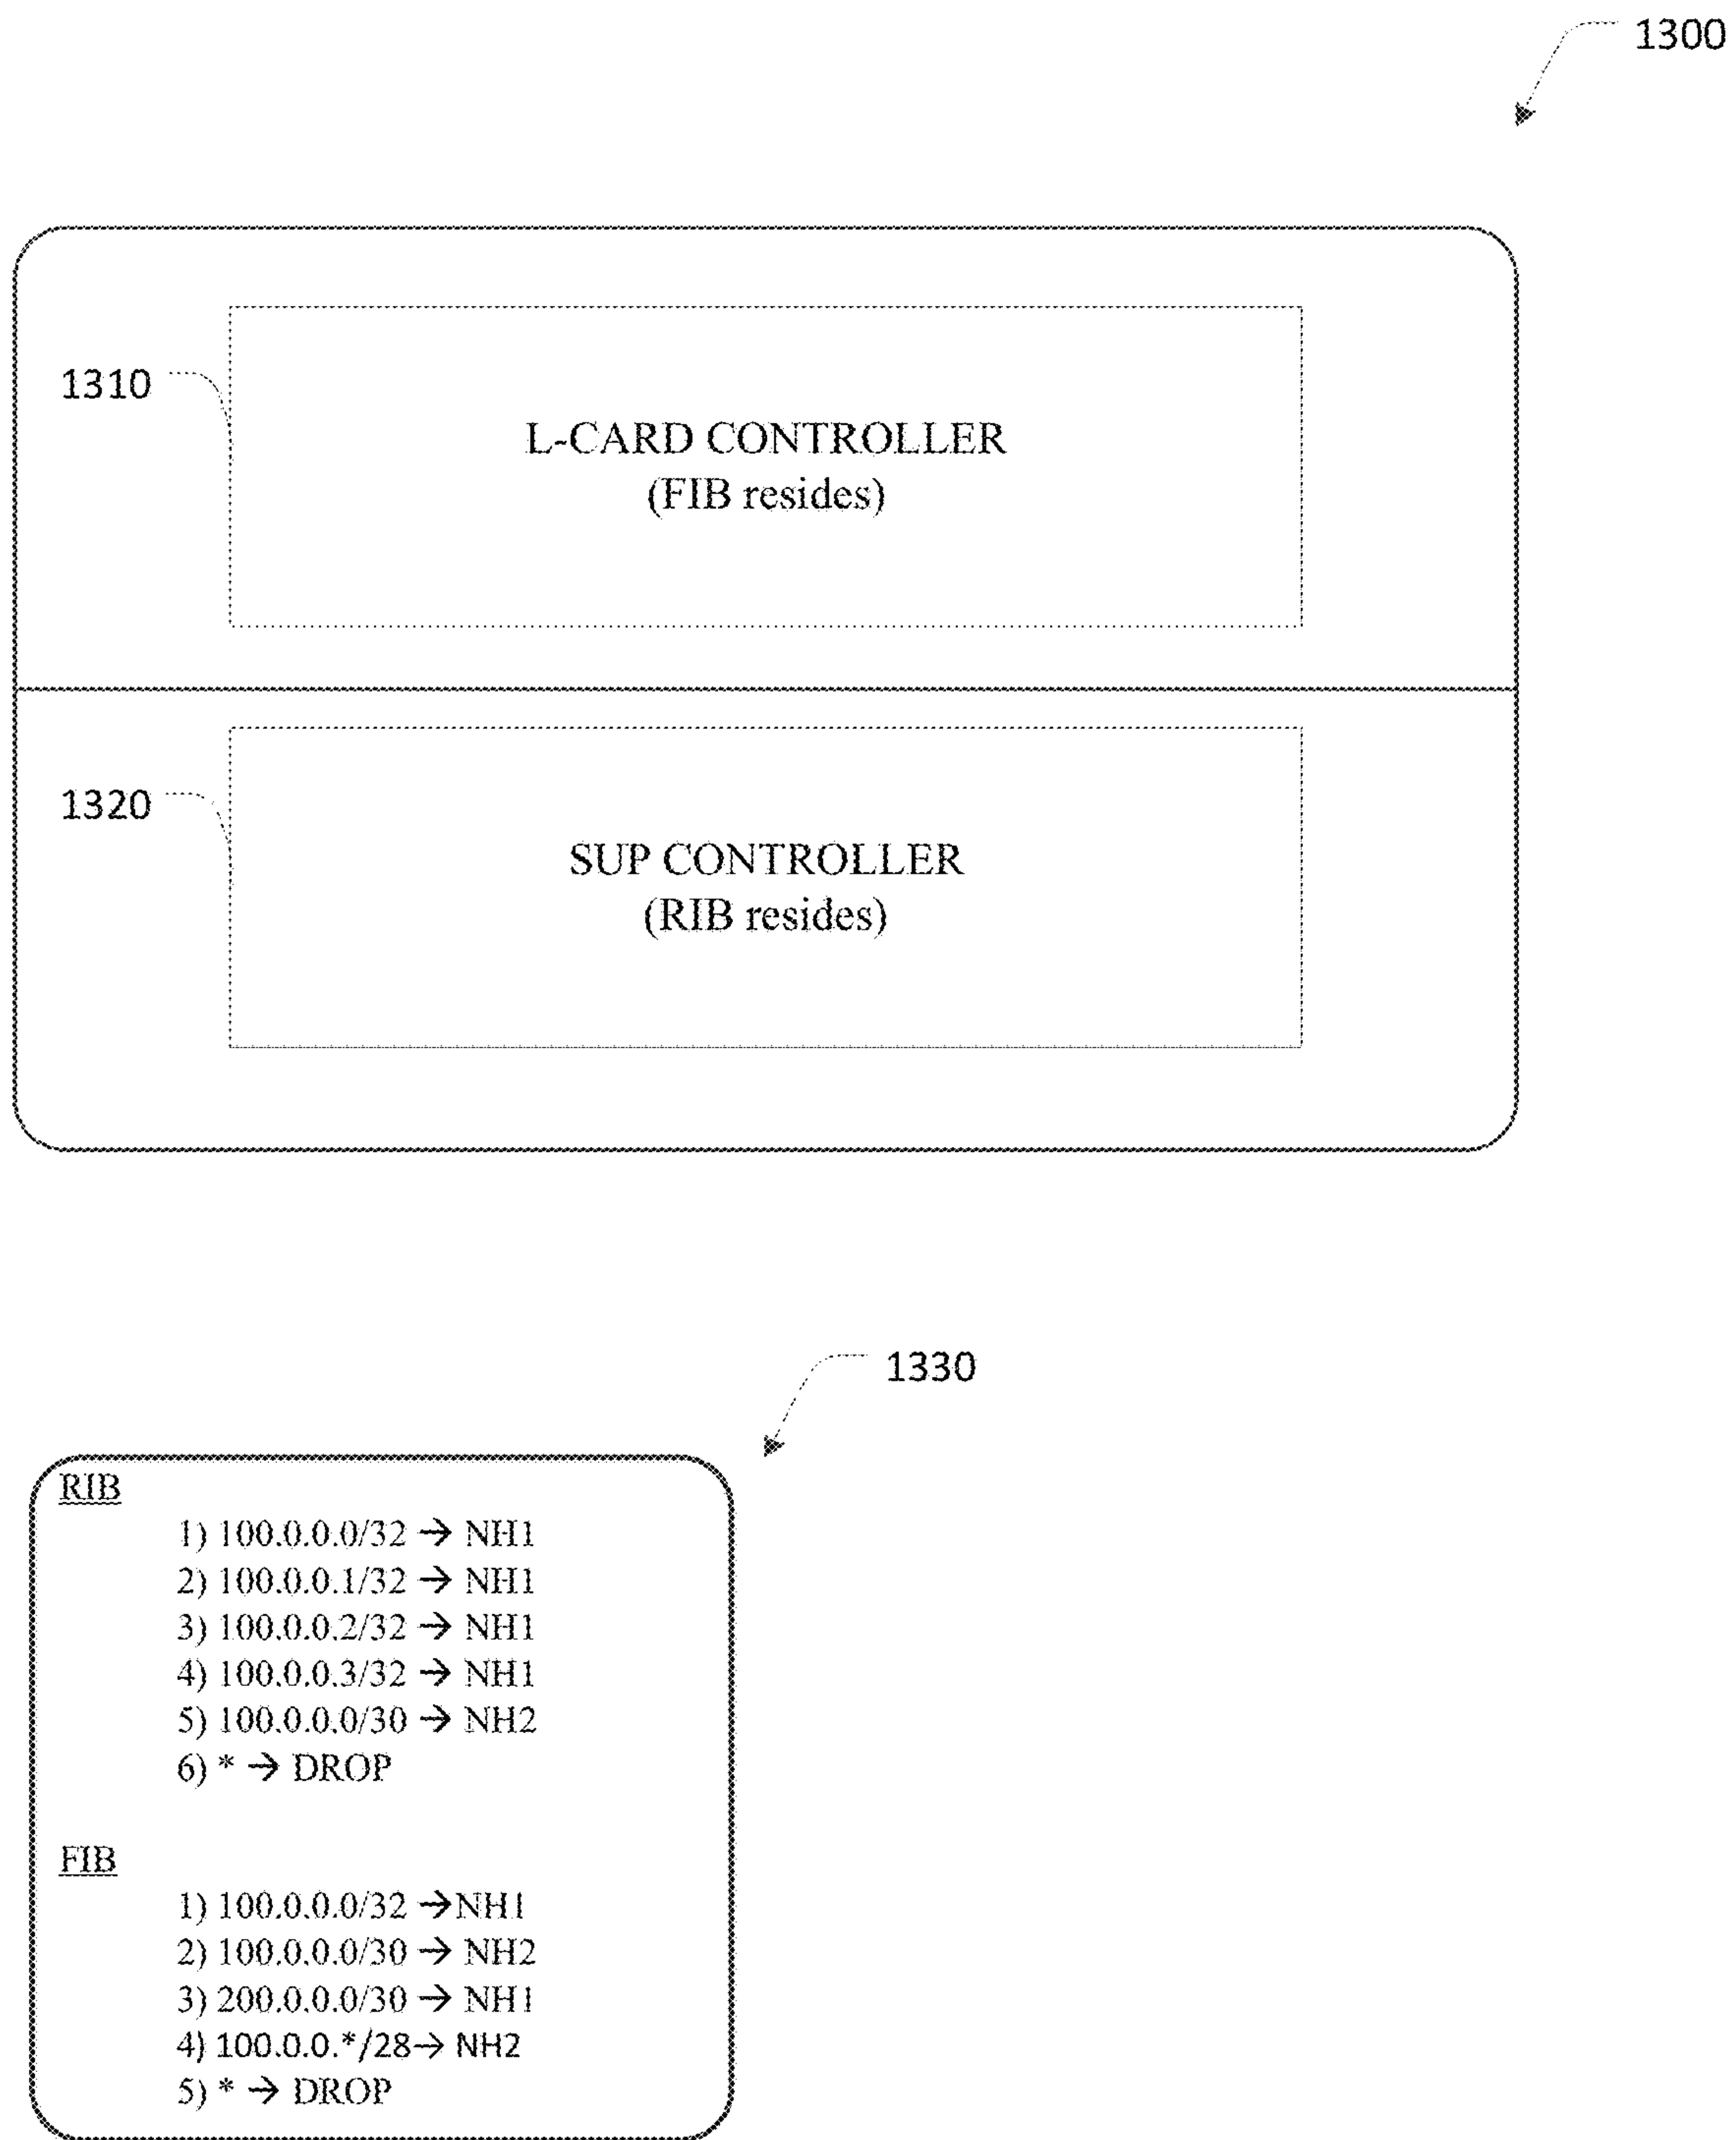 1300
1310
L-CARD CONTROLLER
(FIB resides)
1320
SUP CONTROLLER
(RIB resides)
1330
RIB
1) 100.0.0.0/32 → NH1
2) 100.0.0.1/32 → NH1
3) 100.0.0.2/32 → NH1
4) 100.0.0.3/32 → NH1
5) 100.0.0.0/30 → NH2
6) * → DROP
FIB
1) 100.0.0.0/32 →NH1
2) 100.0.0.0/30 → NH2
3) 200.0.0.0/30 → NH1
4) 100.0.0.*/28→ NH2
5) * → DROP